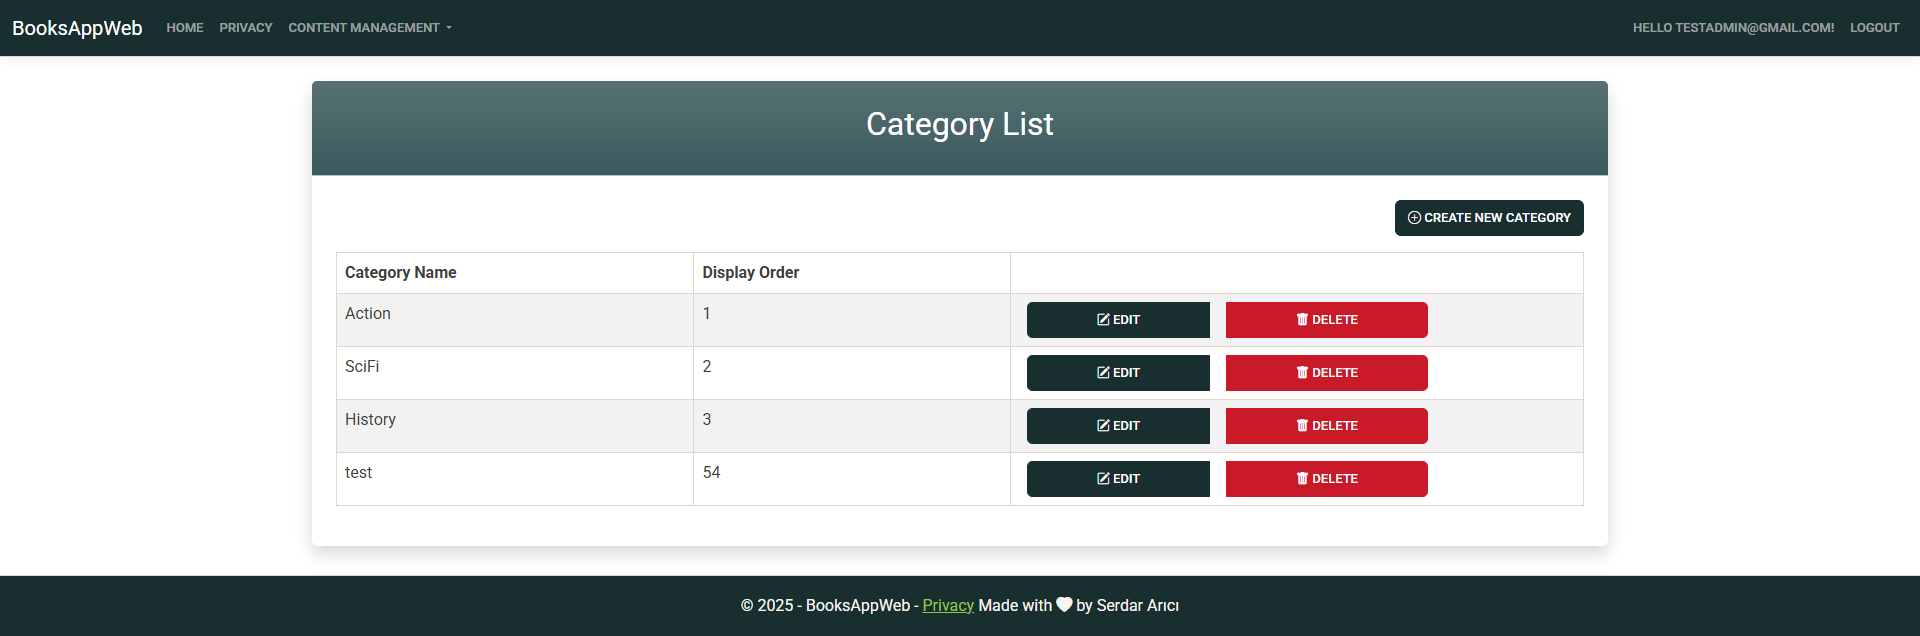 BooksAppWeb HOME PRIVACY CONTENT MANAGEMENT HELLO TESTADMIN@GMAIL.COM! LOGOUT
Category List
CREATE NEW CATEGORY
Category Name Display Order
Action 1 EDIT DELETE
SciFi 2 EDIT DELETE
History 3 EDIT DELETE
test 54 EDIT DELETE
© 2025 - BooksAppWeb - Privacy Made with by Serdar Arıcı